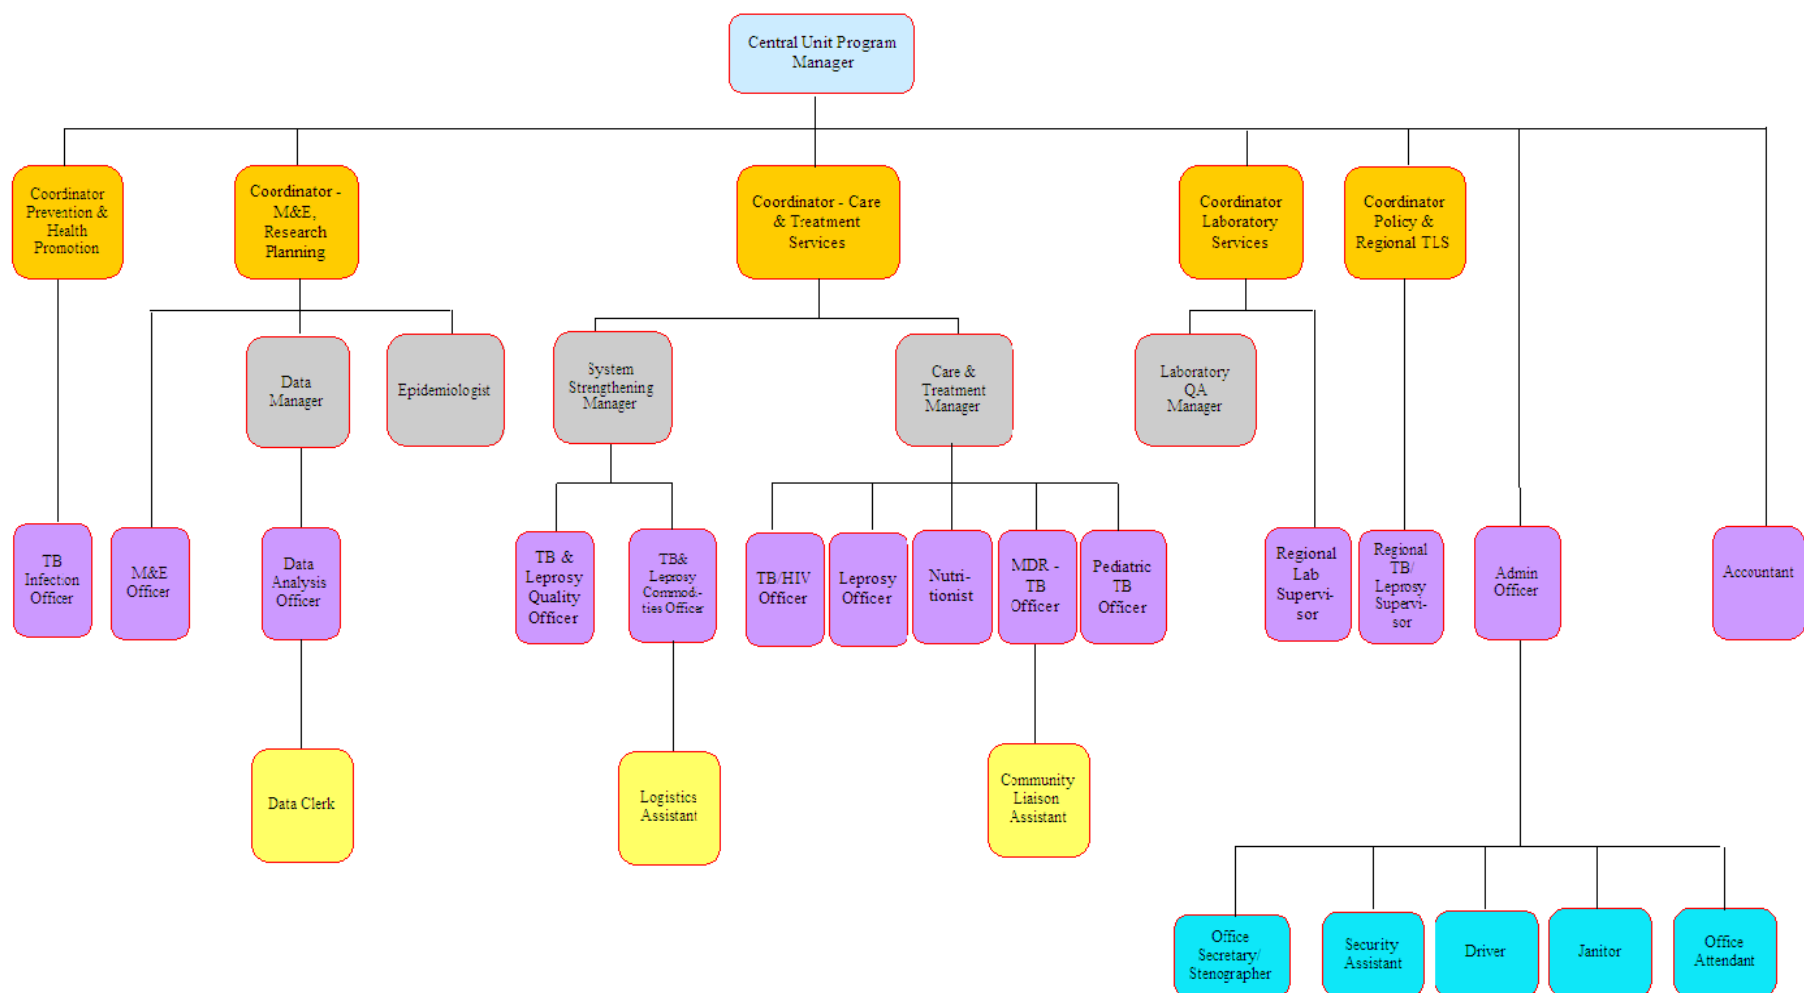 Central Unit Program
Manager
Coordinator
Prevention &
Health
Promotion
Coordinator -
M&E,
Research
Planning
Coordinator - Care
& Treatment
Services
Coordinator
Laboratory
Services
Coordinator
Policy &
Regional TLS
Data
Manager
Epidemiologist
System
Strengthening
Manager
Care &
Treatment
Manager
Laboratory
QA
Manager
TB
Infection
Officer
M&E
Officer
Data
Analysis
Officer
TB &
Leprosy
Quality
Officer
TB&
Leprosy
Commodi-
ties Officer
TB/HIV
Officer
Leprosy
Officer
Nutri-
tionist
MDR -
TB
Officer
Pediatric
TB
Officer
Regional
Lab
Supervi-
sor
Regional
TB/
Leprosy
Supervi-
sor
Admin
Officer
Accountant
Data Clerk
Logistics
Assistant
Community
Liaison
Assistant
Office
Secretary/
Stenographer
Security
Assistant
Driver
Janitor
Office
Attendant